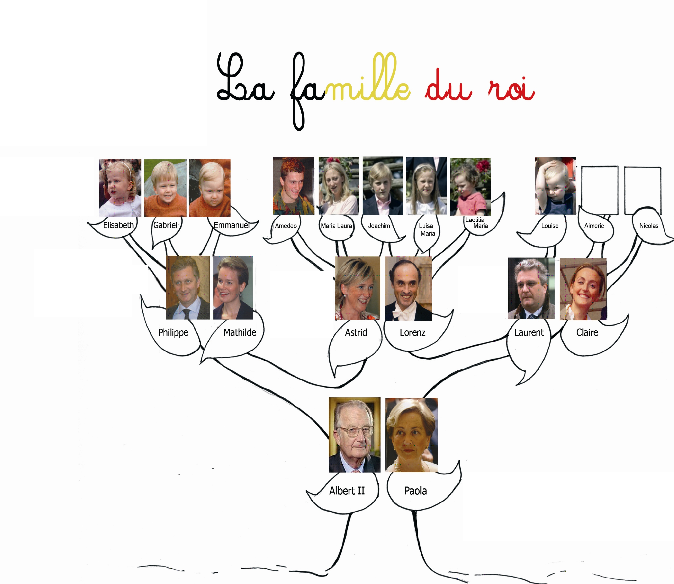 La famille du roi
Elisabeth
Gabriel
Emmanuel
Amedeo
Maria Laura
Joachim
Luisa
Maria
Laetitia
Maria
Louise
Aimeric
Nicolas
Philippe
Mathilde
Astrid
Lorenz
Laurent
Claire
Albert II
Paola